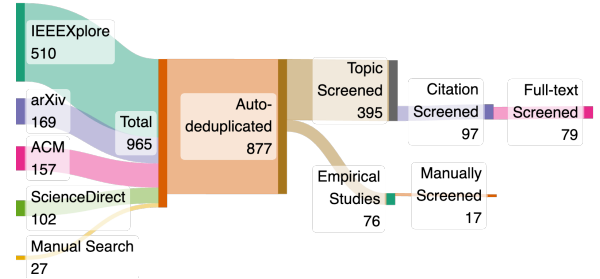 IEEEXplore
510
arXiv
169
ACM
157
ScienceDirect
102
Manual Search
27
Total
965
Auto-
deduplicated
877
Topic
Screened
395
Empirical
Studies
76
Citation
Screened
97
Manually
Screened
17
Full-text
Screened
79